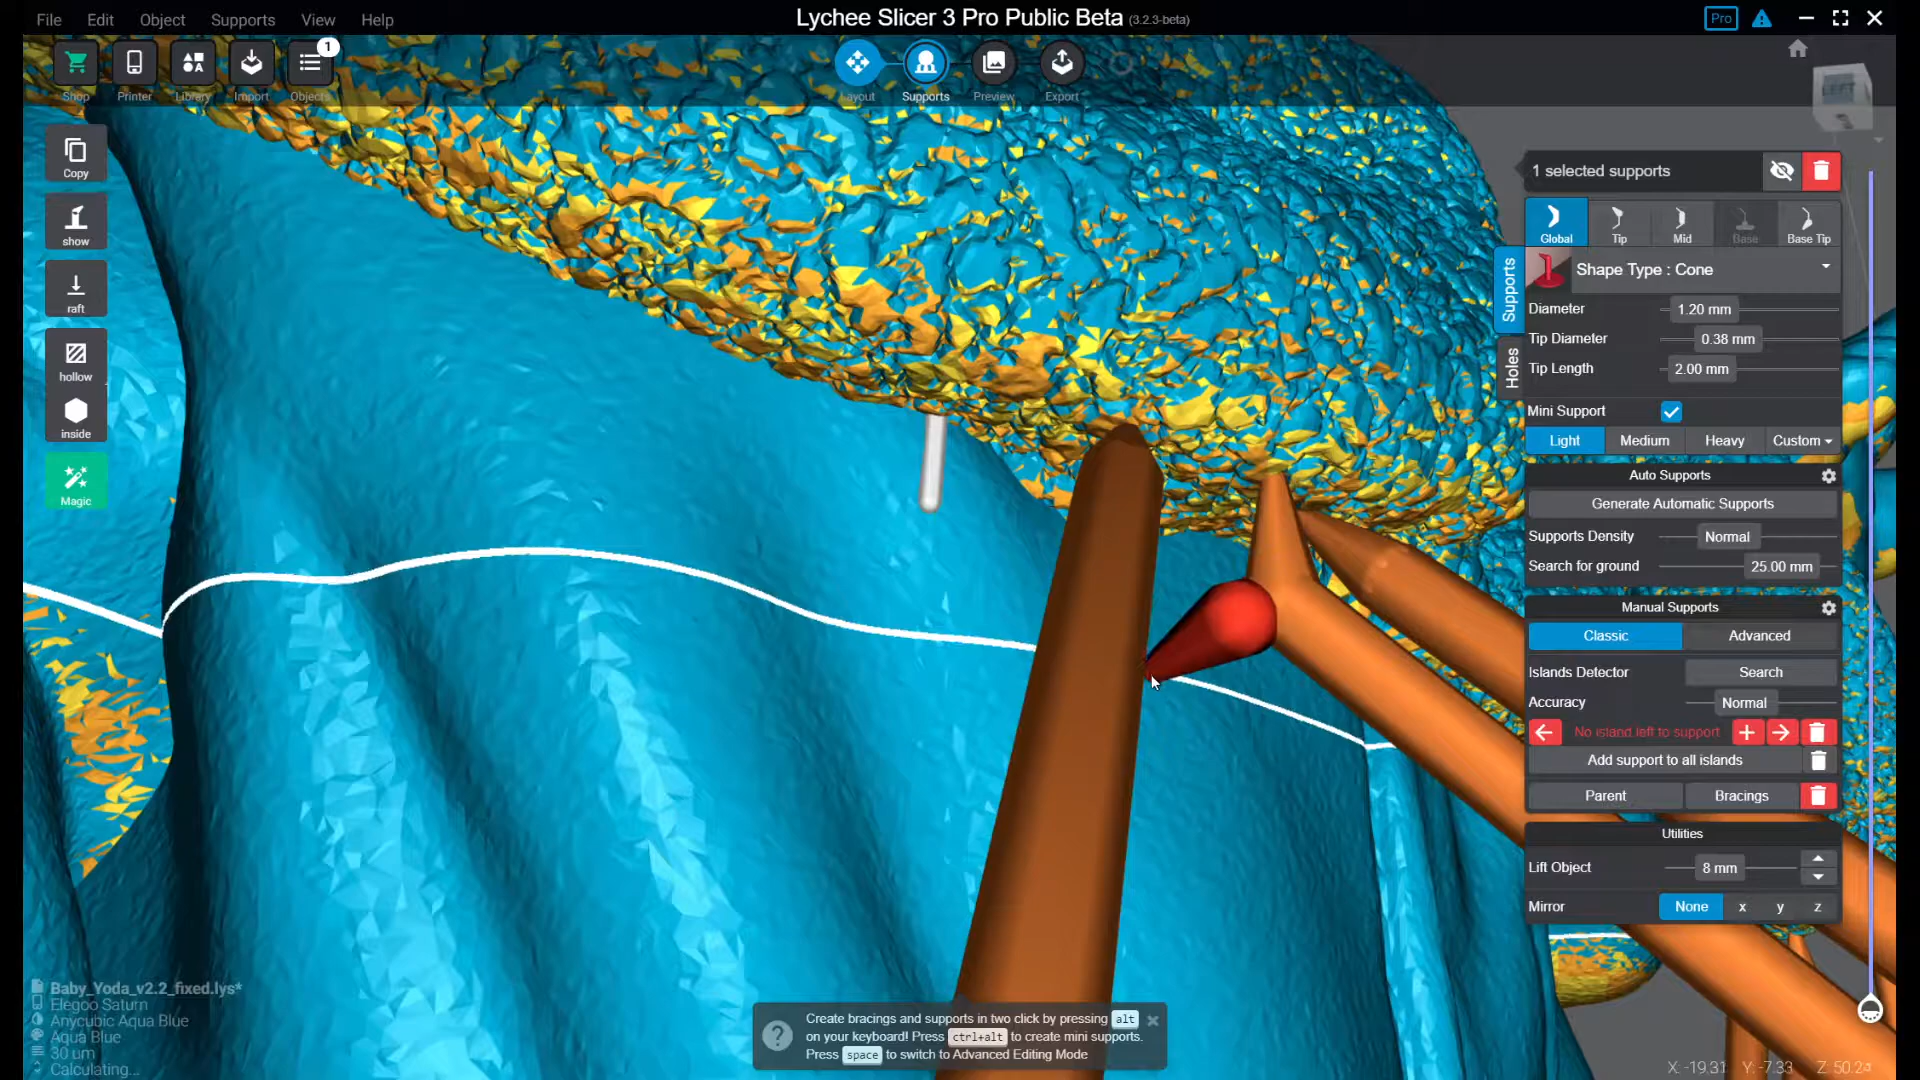 File Edit Object Supports View Help
Lychee Slicer 3 Pro Public Beta (3.2.3-beta)
Pro
1
Shop Printer Library Import Objects
Layout Supports Preview Export
LEFT
Copy
show
raft
hollow
inside
Magic
1 selected supports
Global Tip Mid Base Base Tip
Supports
Holes
Shape Type : Cone
Diameter 1.20 mm
Tip Diameter 0.38 mm
Tip Length 2.00 mm
Mini Support
Light Medium Heavy Custom
Auto Supports
Generate Automatic Supports
Supports Density Normal
Search for ground 25.00 mm
Manual Supports
Classic Advanced
Islands Detector Search
Accuracy Normal
No island left to support
Add support to all islands
Parent Bracings
Utilities
Lift Object 8 mm
Mirror None x y z
Baby_Yoda_v2.2_fixed.lys*
Elegoo Saturn
Anycubic Aqua Blue
Aqua Blue
30 um
Calculating...
? Create bracings and supports in two click by pressing alt
on your keyboard! Press ctrl+alt to create mini supports.
Press space to switch to Advanced Editing Mode
X: -19.31 Y: -7.33 Z: 50.24